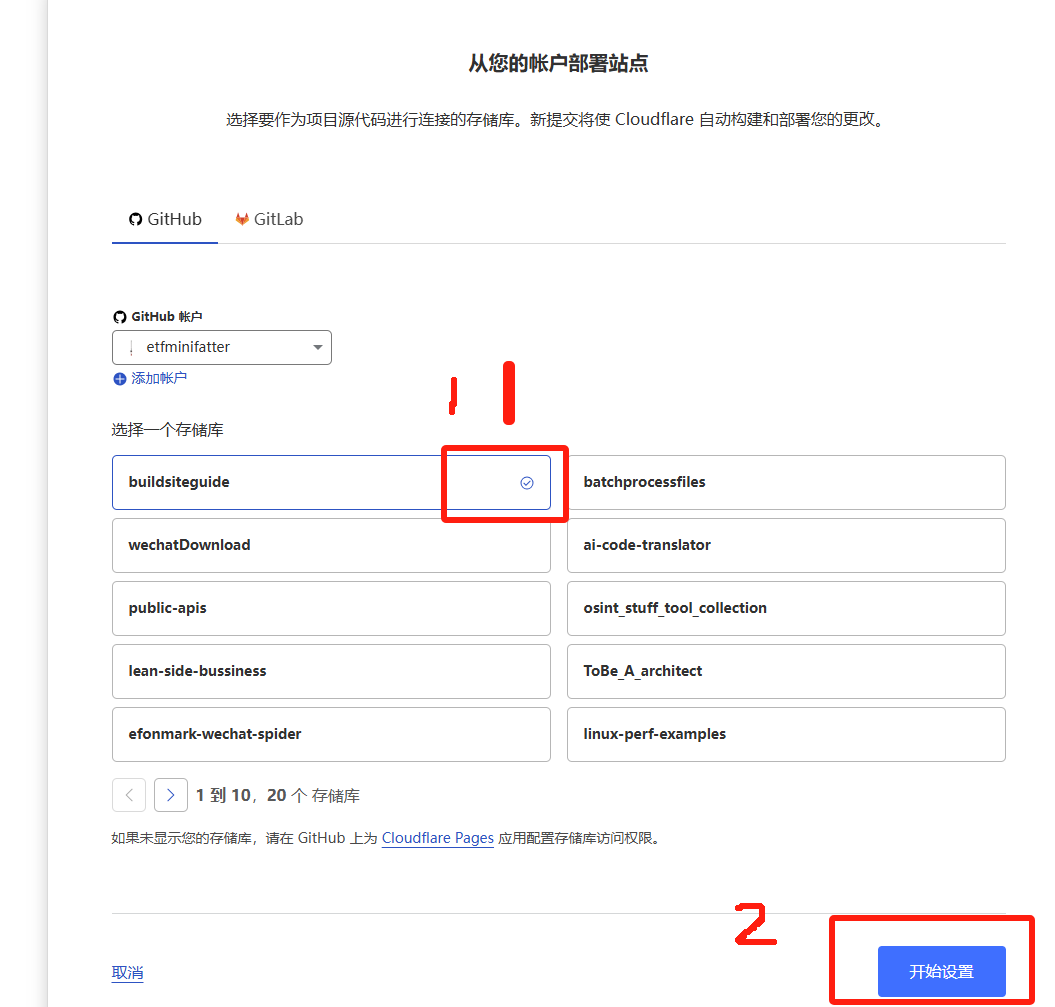 从您的帐户部署站点
选择要作为项目源代码进行连接的存储库。新提交将使 Cloudflare 自动构建和部署您的更改。
GitHub GitLab
GitHub 帐户
etfminifatter
添加帐户
1
选择一个存储库
buildsiteguide batchprocessfiles
wechatDownload ai-code-translator
public-apis osint_stuff_tool_collection
lean-side-bussiness ToBe_A_architect
efonmark-wechat-spider linux-perf-examples
1 到 10，20 个 存储库
如果未显示您的存储库，请在 GitHub 上为 Cloudflare Pages 应用配置存储库访问权限。
2
取消 开始设置